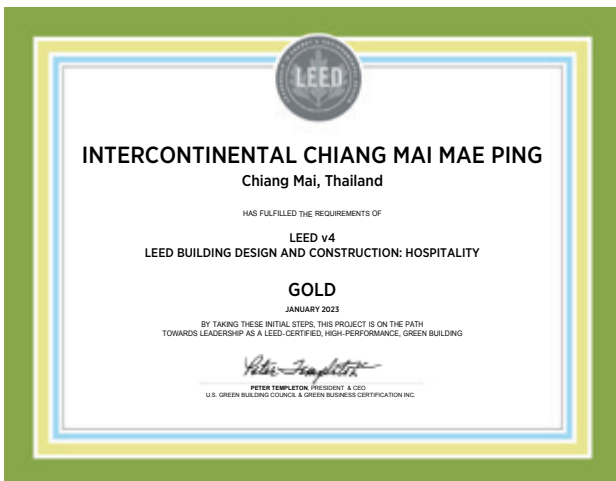 LEED
INTERCONTINENTAL CHIANG MAI MAE PING
Chiang Mai, Thailand
HAS FULFILLED THE REQUIREMENTS OF
LEED v4
LEED BUILDING DESIGN AND CONSTRUCTION: HOSPITALITY
GOLD
JANUARY 2023
BY TAKING THESE INITIAL STEPS, THIS PROJECT IS ON THE PATH
TOWARDS LEADERSHIP AS A LEED-CERTIFIED, HIGH-PERFORMANCE, GREEN BUILDING
Peter Templeton
PETER TEMPLETON, PRESIDENT & CEO
U.S. GREEN BUILDING COUNCIL & GREEN BUSINESS CERTIFICATION INC.